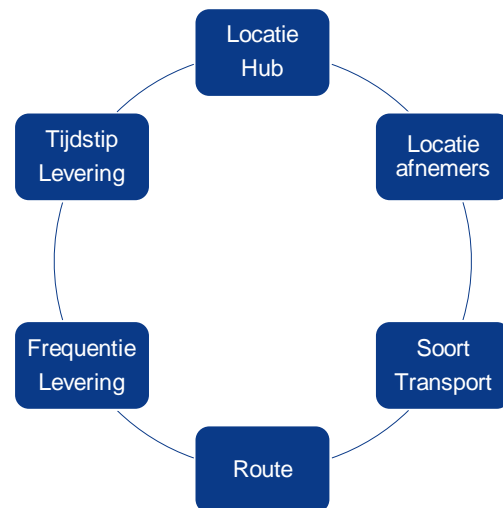 Locatie
Hub
Locatie
afnemers
Soort
Transport
Route
Frequentie
Levering
Tijdstip
Levering